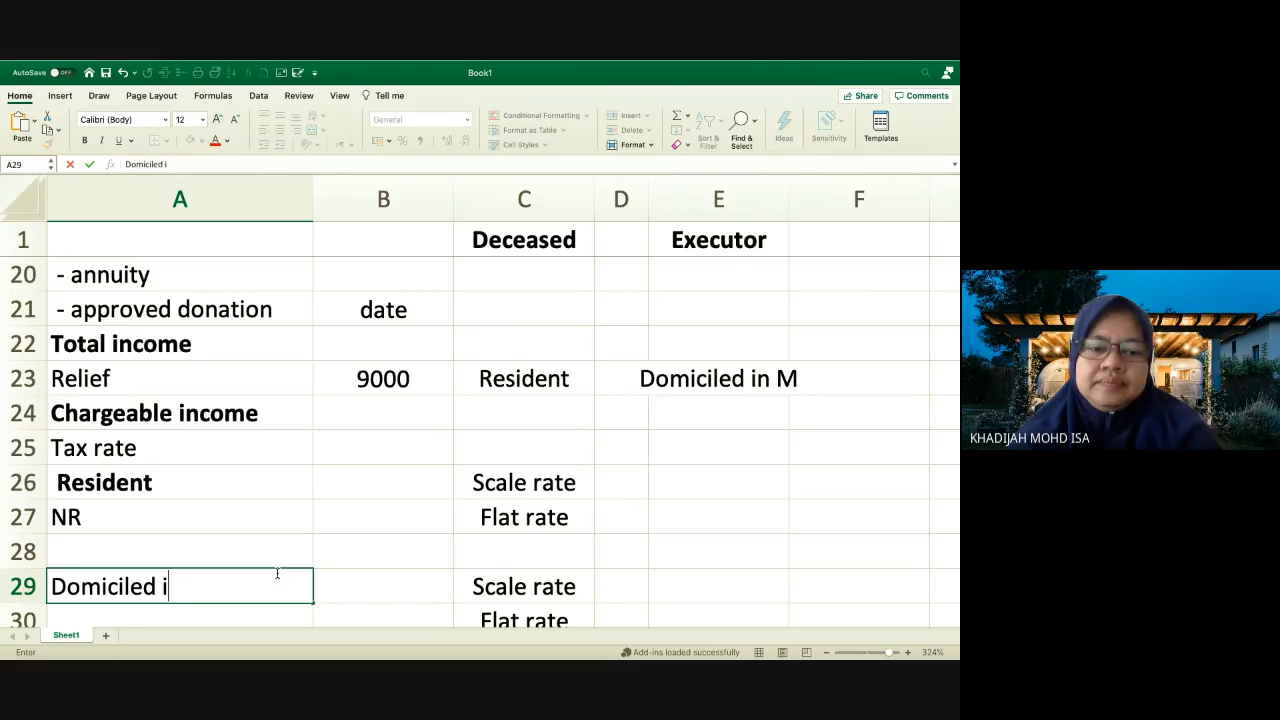 AutoSave OFF Book1
Home Insert Draw Page Layout Formulas Data Review View Tell me Share Comments
Paste Calibri (Body) 12 General Conditional Formatting Insert
Format as Table Delete Sort & Filter Find & Select Ideas Sensitivity Templates
Cell Styles Format
A29 fx Domiciled i
A B C D E F
1 Deceased Executor
20 - annuity
21 - approved donation date
22 Total income
23 Relief 9000 Resident Domiciled in M
24 Chargeable income
25 Tax rate
26 Resident Scale rate
27 NR Flat rate
28
29 Domiciled i Scale rate
30 Flat rate
Sheet1
Enter Add-ins loaded successfully 324%
KHADIJAH MOHD ISA